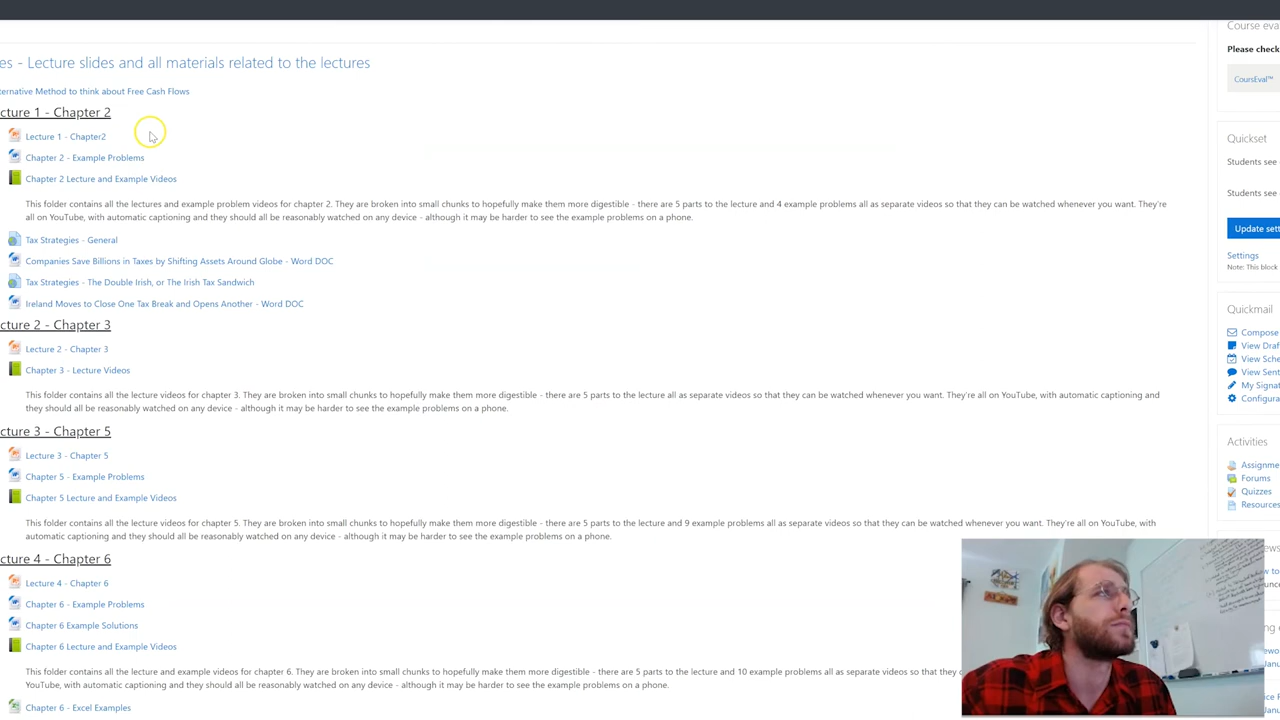 Course eva
es - Lecture slides and all materials related to the lectures
Please check
CoursEval™
ternative Method to think about Free Cash Flows
cture 1 - Chapter 2
Lecture 1 - Chapter2
Chapter 2 - Example Problems
Chapter 2 Lecture and Example Videos
This folder contains all the lectures and example problem videos for chapter 2. They are broken into small chunks to hopefully make them more digestible - there are 5 parts to the lecture and 4 example problems all as separate videos so that they can be watched whenever you want. They're
all on YouTube, with automatic captioning and they should all be reasonably watched on any device - although it may be harder to see the example problems on a phone.
Tax Strategies - General
Companies Save Billions in Taxes by Shifting Assets Around Globe - Word DOC
Tax Strategies - The Double Irish, or The Irish Tax Sandwich
Ireland Moves to Close One Tax Break and Opens Another - Word DOC
cture 2 - Chapter 3
Lecture 2 - Chapter 3
Chapter 3 - Lecture Videos
This folder contains all the lecture videos for chapter 3. They are broken into small chunks to hopefully make them more digestible - there are 5 parts to the lecture all as separate videos so that they can be watched whenever you want. They're all on YouTube, with automatic captioning and
they should all be reasonably watched on any device - although it may be harder to see the example problems on a phone.
cture 3 - Chapter 5
Lecture 3 - Chapter 5
Chapter 5 - Example Problems
Chapter 5 Lecture and Example Videos
This folder contains all the lecture videos for chapter 5. They are broken into small chunks to hopefully make them more digestible - there are 5 parts to the lecture and 9 example problems all as separate videos so that they can be watched whenever you want. They're all on YouTube, with
automatic captioning and they should all be reasonably watched on any device - although it may be harder to see the example problems on a phone.
cture 4 - Chapter 6
Lecture 4 - Chapter 6
Chapter 6 - Example Problems
Chapter 6 Example Solutions
Chapter 6 Lecture and Example Videos
This folder contains all the lecture and example videos for chapter 6. They are broken into small chunks to hopefully make them more digestible - there are 5 parts to the lecture and 10 example problems all as separate videos so that they c
YouTube, with automatic captioning and they should all be reasonably watched on any device - although it may be harder to see the example problems on a phone.
Chapter 6 - Excel Examples
Quickset
Students see
Students see
Update sett
Settings
Note: This block
Quickmail
Compose
View Draf
View Sche
View Sent
My Signat
Configura
Activities
Assignme
Forums
Quizzes
Resources
ews
w to
unce
ng e
ewo
Janu
ce P
Janu